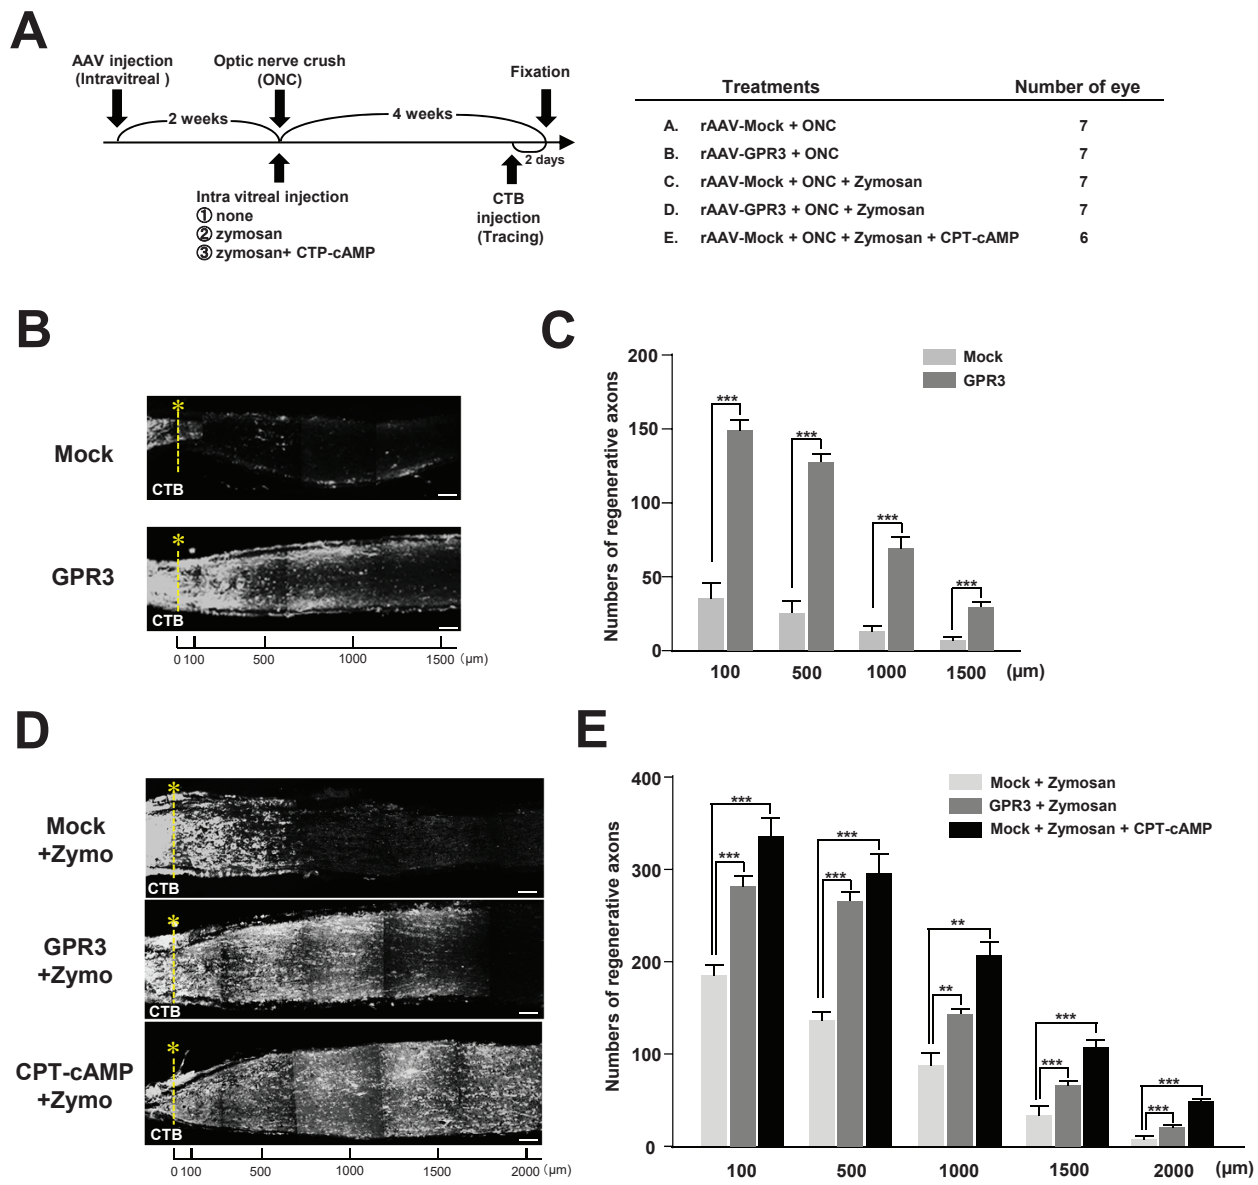 A
AAV injection
(Intravitreal )
Optic nerve crush
(ONC)
Fixation
2 weeks
4 weeks
2 days
Intra vitreal injection
① none
② zymosan
③ zymosan+ CTP-cAMP
CTB
injection
(Tracing)
Treatments Number of eye
A. rAAV-Mock + ONC 7
B. rAAV-GPR3 + ONC 7
C. rAAV-Mock + ONC + Zymosan 7
D. rAAV-GPR3 + ONC + Zymosan 7
E. rAAV-Mock + ONC + Zymosan + CPT-cAMP 6
B
Mock
*
CTB
GPR3
*
CTB
0 100 500 1000 1500 (μm)
C
Numbers of regenerative axons
200
150
100
50
0
Mock
GPR3
***
***
***
***
100 500 1000 1500 (μm)
D
Mock
+Zymo
*
CTB
GPR3
+Zymo
*
CTB
CPT-cAMP
+Zymo
*
CTB
0 100 500 1000 1500 2000 (μm)
E
Numbers of regenerative axons
400
300
200
100
0
Mock + Zymosan
GPR3 + Zymosan
Mock + Zymosan + CPT-cAMP
***
***
***
***
**
**
***
***
***
***
100 500 1000 1500 2000 (μm)